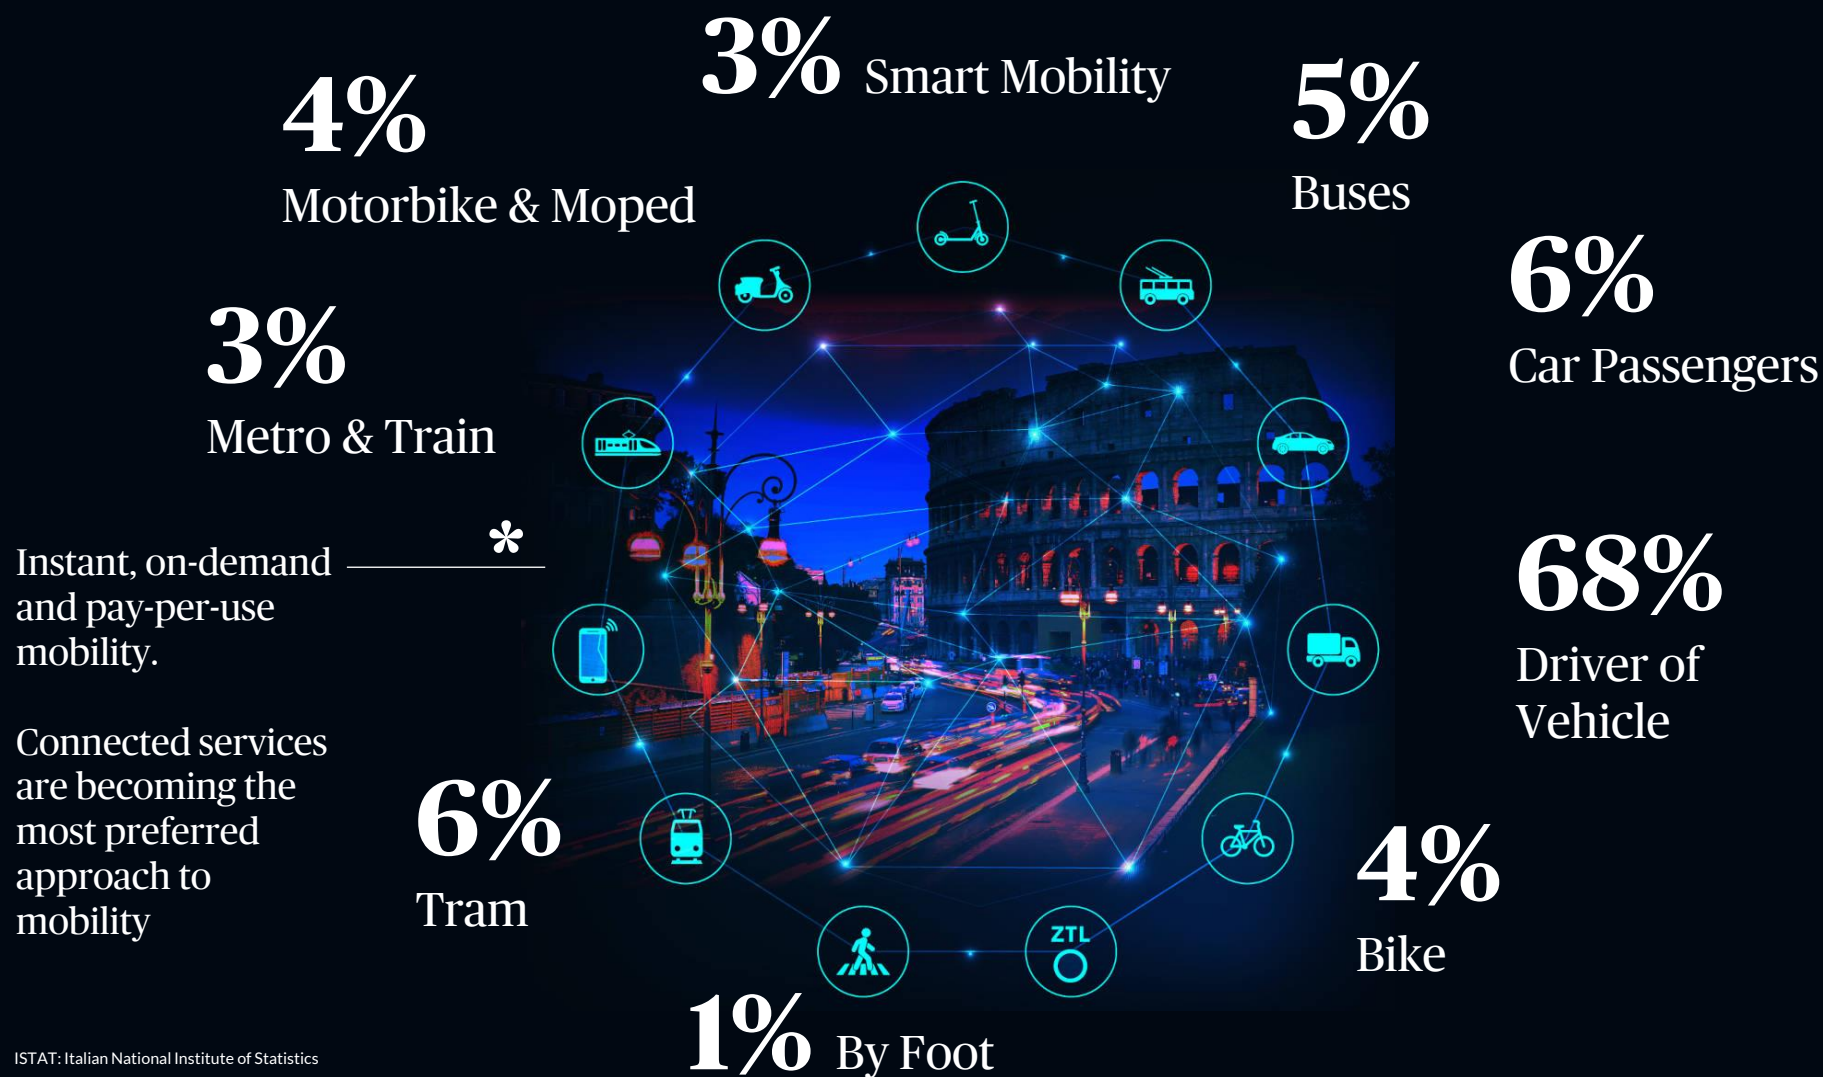 3% Smart Mobility
4%
Motorbike & Moped
5%
Buses
6%
Car Passengers
3%
Metro & Train
*
Instant, on-demand
and pay-per-use
mobility.
68%
Driver of
Vehicle
Connected services
are becoming the
most preferred
approach to
mobility
6%
Tram
4%
Bike
ZTL
1% By Foot
ISTAT: Italian National Institute of Statistics